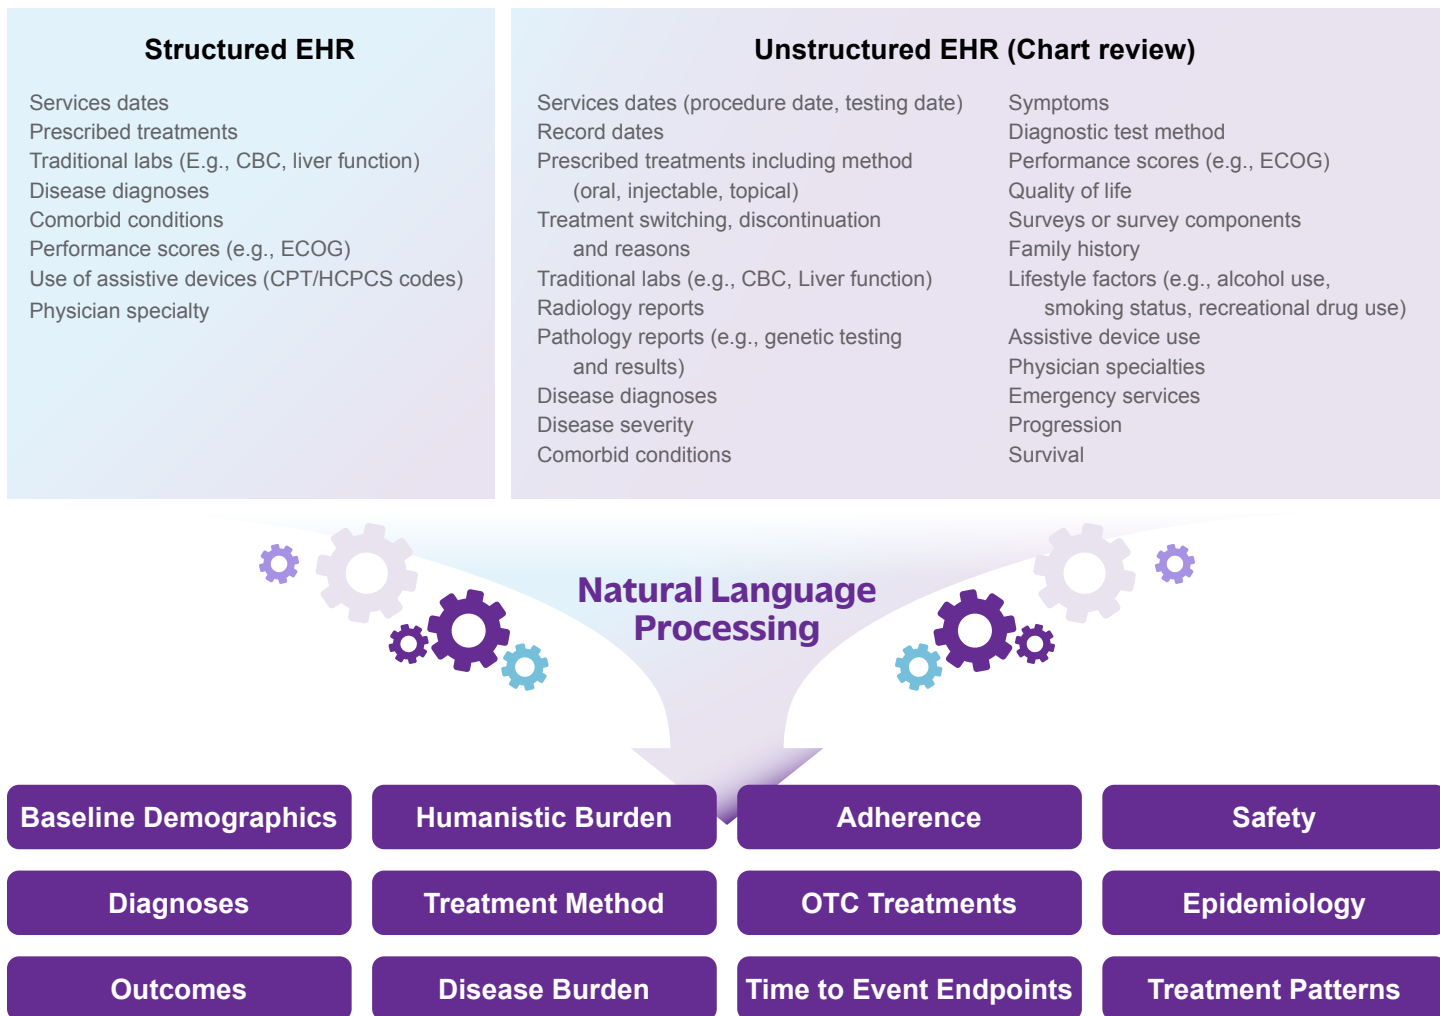 Structured EHR
Services dates
Prescribed treatments
Traditional labs (E.g., CBC, liver function)
Disease diagnoses
Comorbid conditions
Performance scores (e.g., ECOG)
Use of assistive devices (CPT/HCPCS codes)
Physician specialty
Unstructured EHR (Chart review)
Services dates (procedure date, testing date)
Record dates
Prescribed treatments including method
(oral, injectable, topical)
Treatment switching, discontinuation
and reasons
Traditional labs (e.g., CBC, Liver function)
Radiology reports
Pathology reports (e.g., genetic testing
and results)
Disease diagnoses
Disease severity
Comorbid conditions
Symptoms
Diagnostic test method
Performance scores (e.g., ECOG)
Quality of life
Surveys or survey components
Family history
Lifestyle factors (e.g., alcohol use,
smoking status, recreational drug use)
Assistive device use
Physician specialties
Emergency services
Progression
Survival
Natural Language
Processing
Baseline Demographics
Humanistic Burden
Adherence
Safety
Diagnoses
Treatment Method
OTC Treatments
Epidemiology
Outcomes
Disease Burden
Time to Event Endpoints
Treatment Patterns